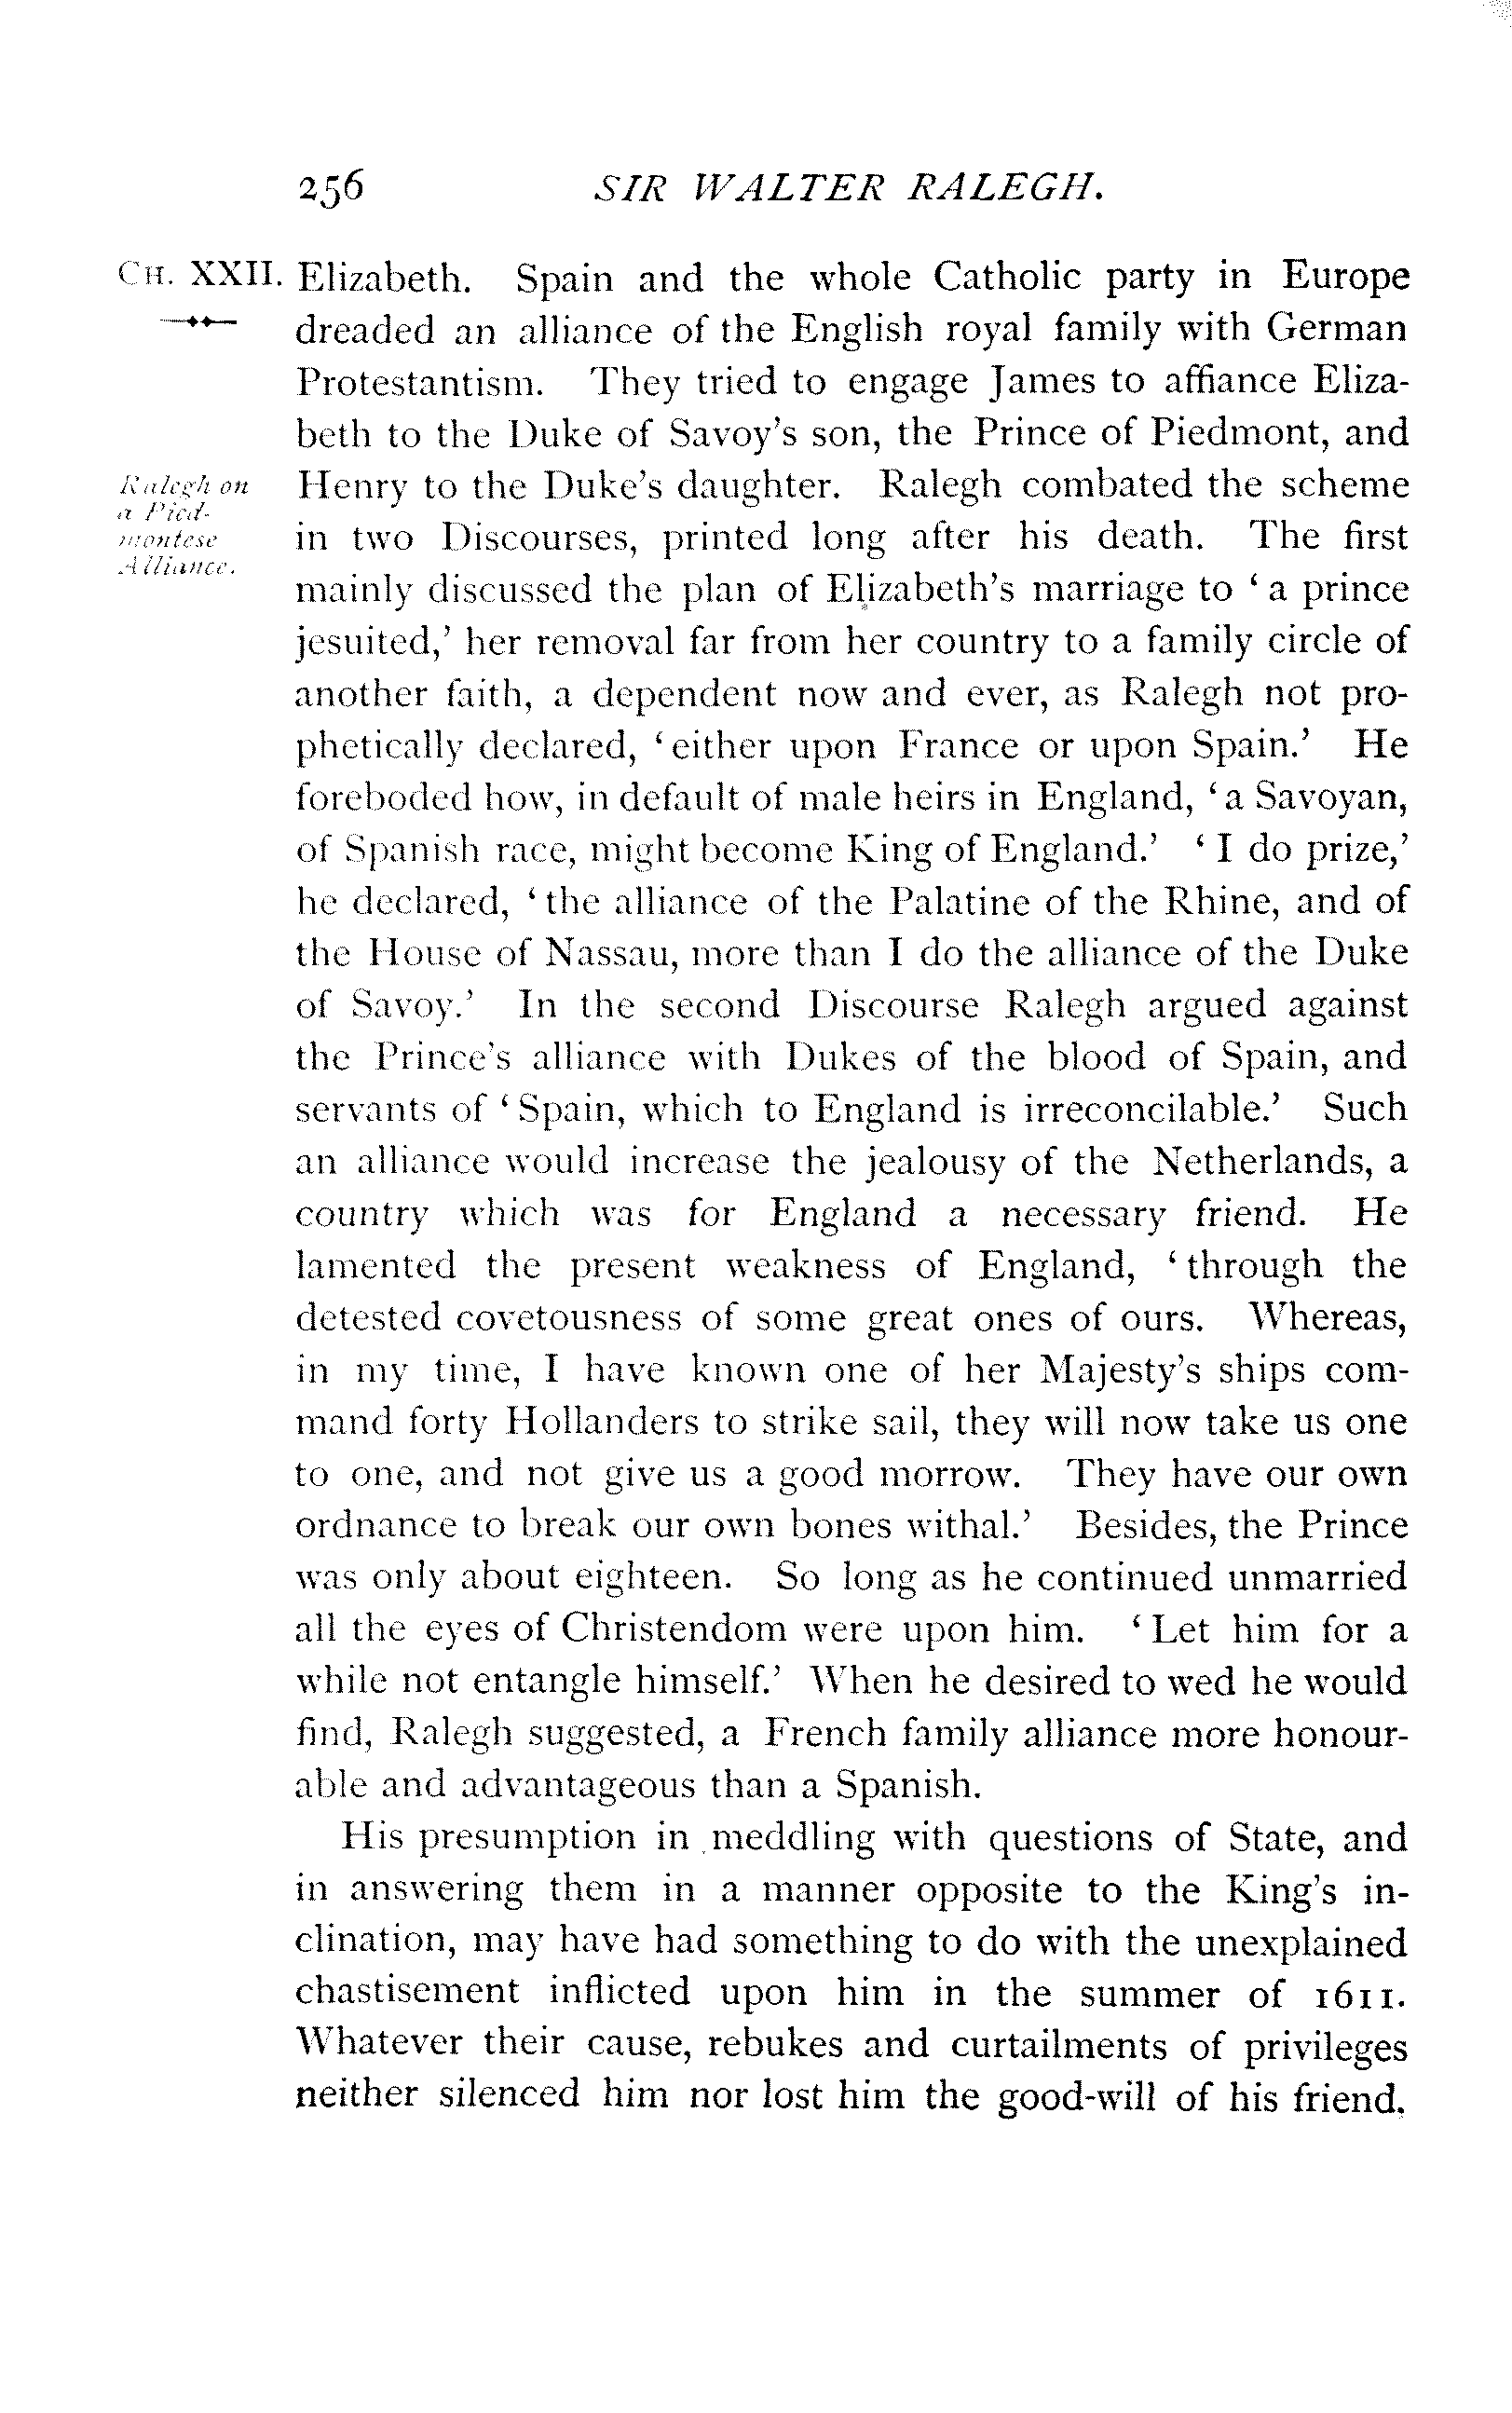 256 SIR WALTER RALEGH.
CH. XXII. Elizabeth. Spain and the whole Catholic party in Europe
dreaded an alliance of the English royal family with German
Protestantism. They tried to engage James to affiance Eliza-
beth to the Duke of Savoy's son, the Prince of Piedmont, and
Ralegh on
a Pied-
montese
Alliance.
Henry to the Duke's daughter. Ralegh combated the scheme
in two Discourses, printed long after his death. The first
mainly discussed the plan of Elizabeth's marriage to ‘ a prince
jesuited,’ her removal far from her country to a family circle of
another faith, a dependent now and ever, as Ralegh not pro-
phetically declared, ‘ either upon France or upon Spain.’ He
foreboded how, in default of male heirs in England, ‘ a Savoyan,
of Spanish race, might become King of England.’ ‘ I do prize,’
he declared, ‘ the alliance of the Palatine of the Rhine, and of
the House of Nassau, more than I do the alliance of the Duke
of Savoy.’ In the second Discourse Ralegh argued against
the Prince's alliance with Dukes of the blood of Spain, and
servants of ‘ Spain, which to England is irreconcilable.’ Such
an alliance would increase the jealousy of the Netherlands, a
country which was for England a necessary friend. He
lamented the present weakness of England, ‘ through the
detested covetousness of some great ones of ours. Whereas,
in my time, I have known one of her Majesty's ships com-
mand forty Hollanders to strike sail, they will now take us one
to one, and not give us a good morrow. They have our own
ordnance to break our own bones withal.’ Besides, the Prince
was only about eighteen. So long as he continued unmarried
all the eyes of Christendom were upon him. ‘ Let him for a
while not entangle himself.’ When he desired to wed he would
find, Ralegh suggested, a French family alliance more honour-
able and advantageous than a Spanish.
His presumption in meddling with questions of State, and
in answering them in a manner opposite to the King's in-
clination, may have had something to do with the unexplained
chastisement inflicted upon him in the summer of 1611.
Whatever their cause, rebukes and curtailments of privileges
neither silenced him nor lost him the good-will of his friend.